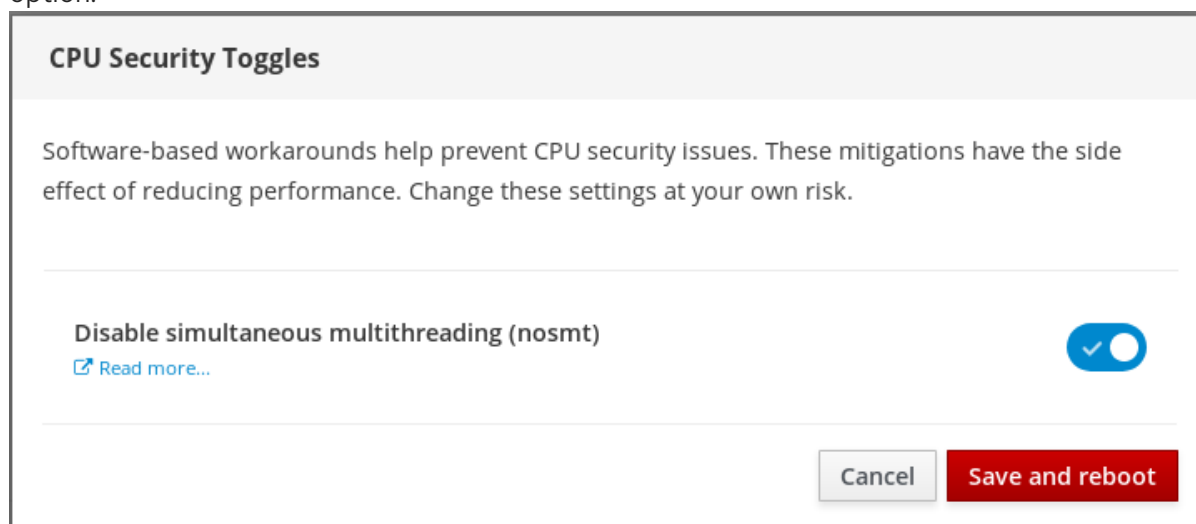 option.
CPU Security Toggles
Software-based workarounds help prevent CPU security issues. These mitigations have the side
effect of reducing performance. Change these settings at your own risk.
Disable simultaneous multithreading (nosmt)
Read more...
Cancel Save and reboot